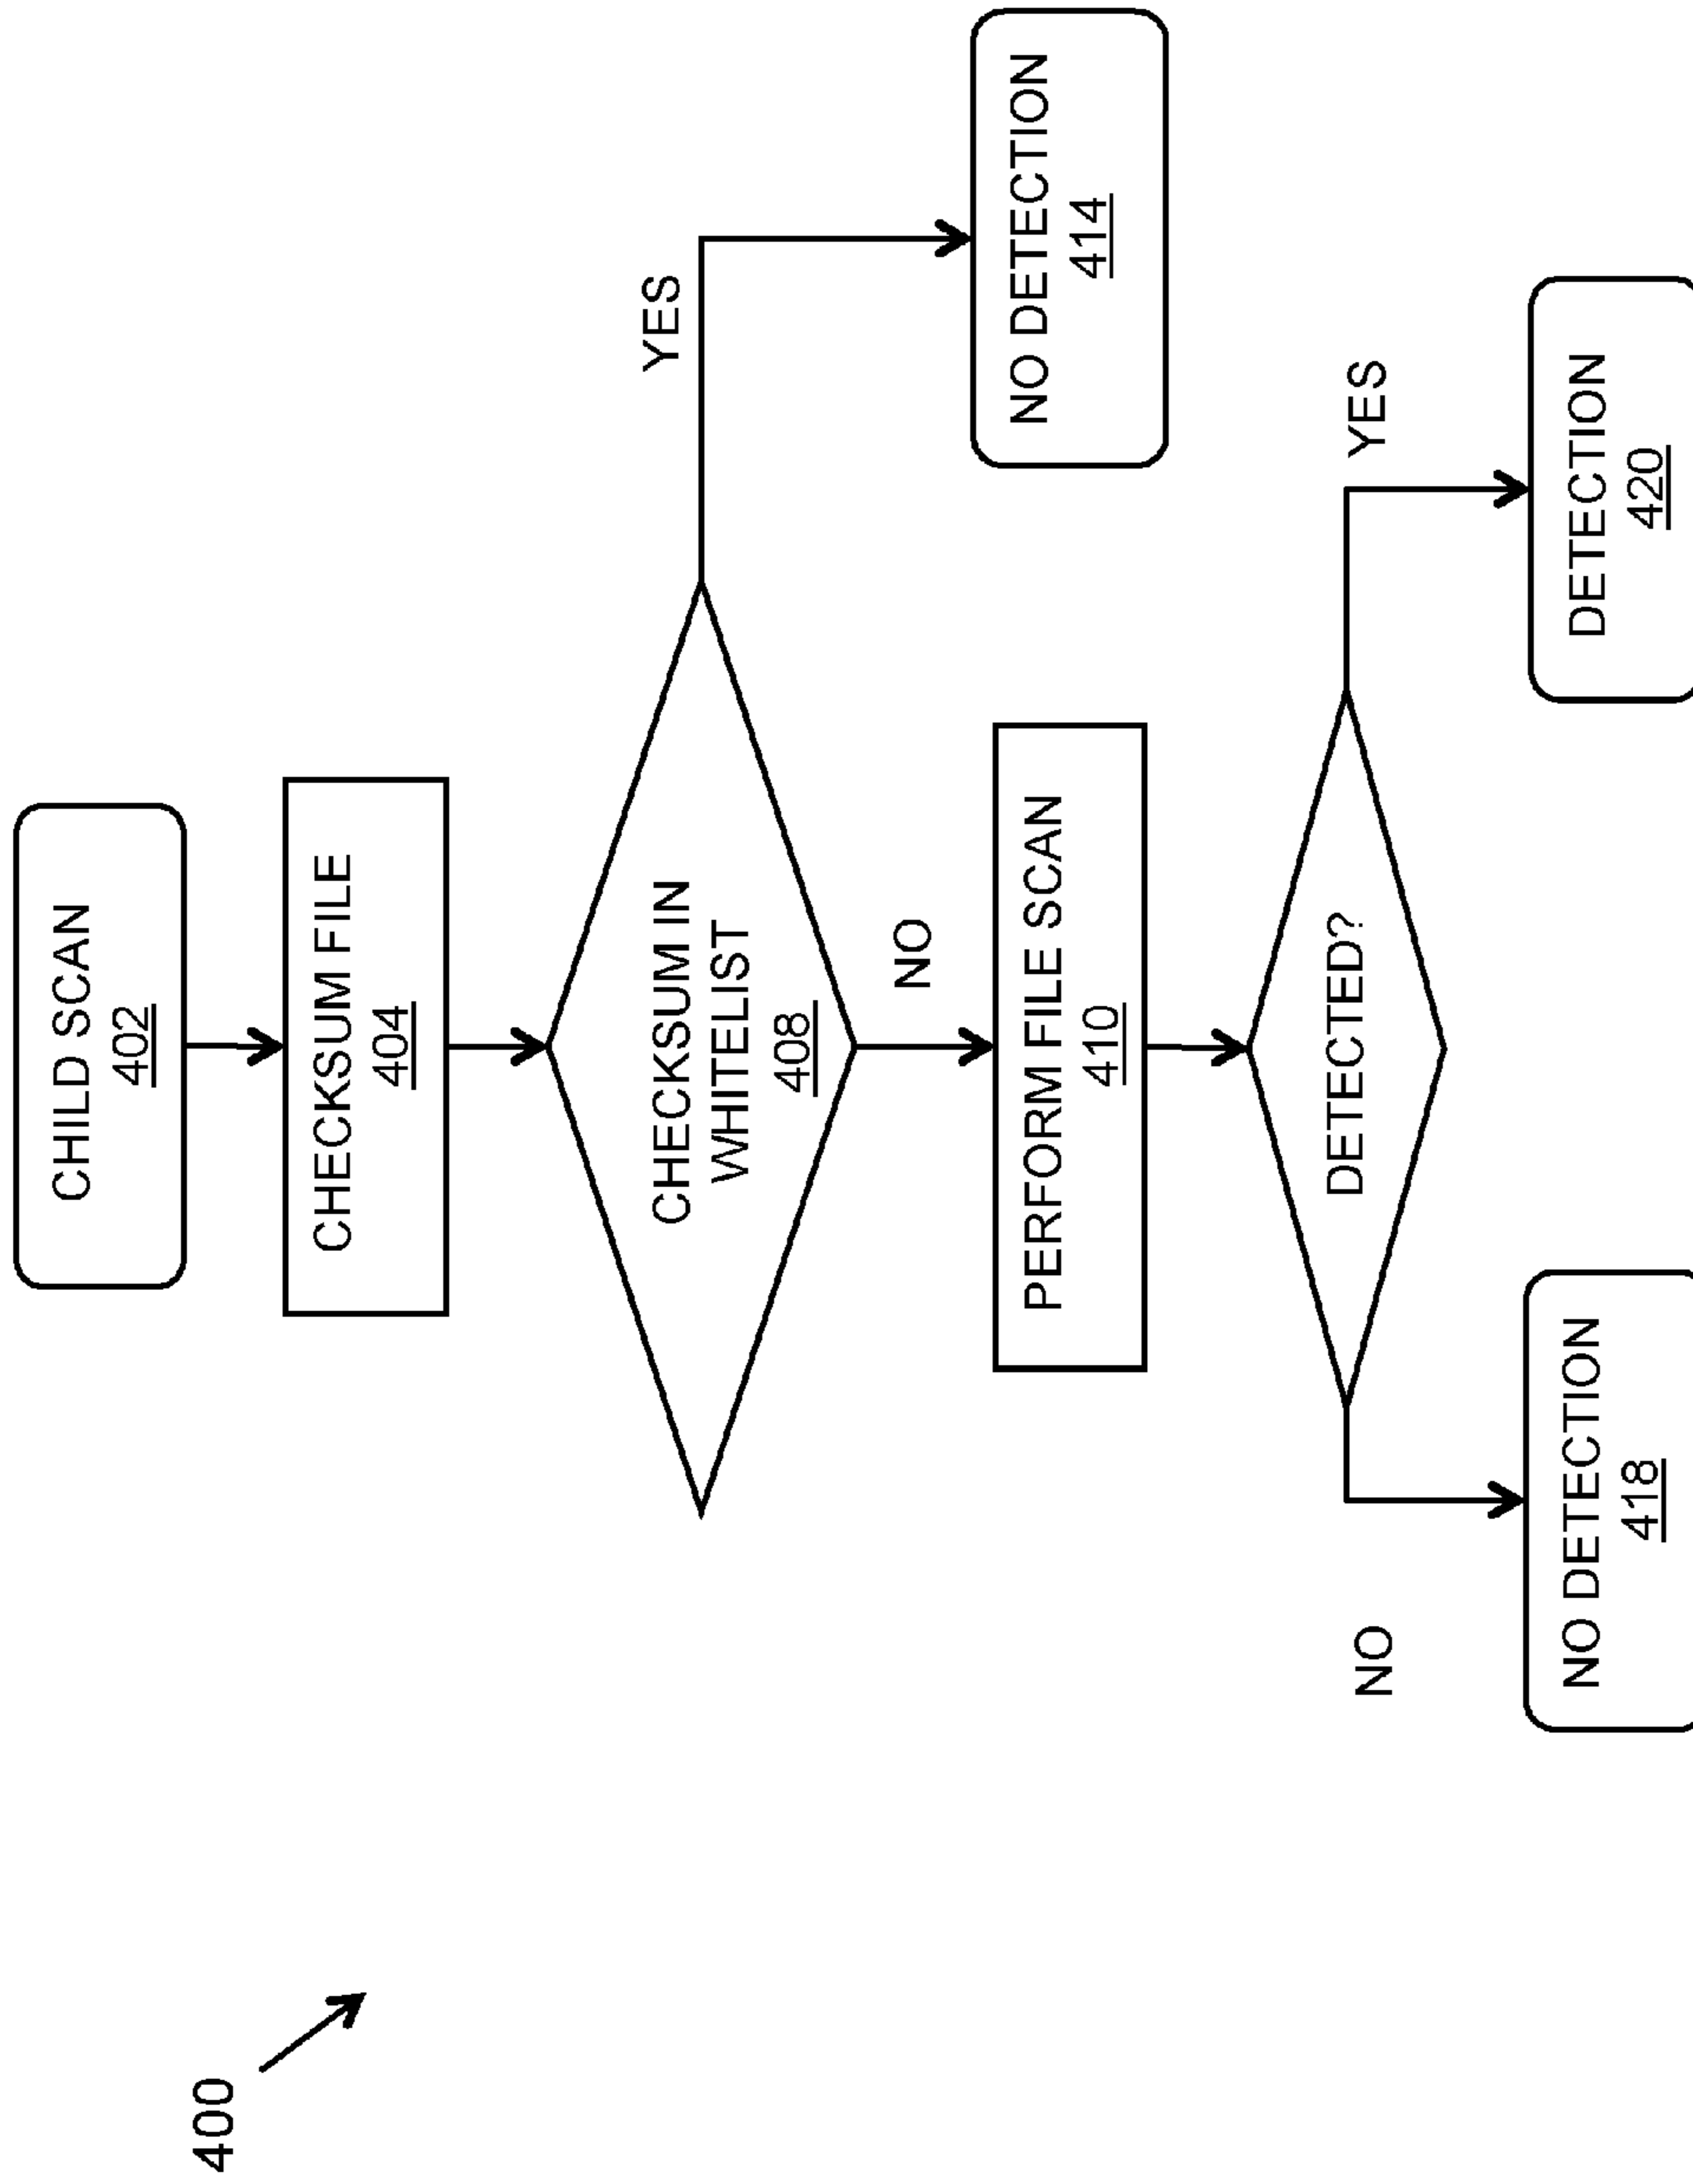 400
CHILD SCAN
402
CHECKSUM FILE
404
CHECKSUM IN
WHITELIST
408
YES
NO
NO DETECTION
414
PERFORM FILE SCAN
410
DETECTED?
NO
YES
NO DETECTION
418
DETECTION
420